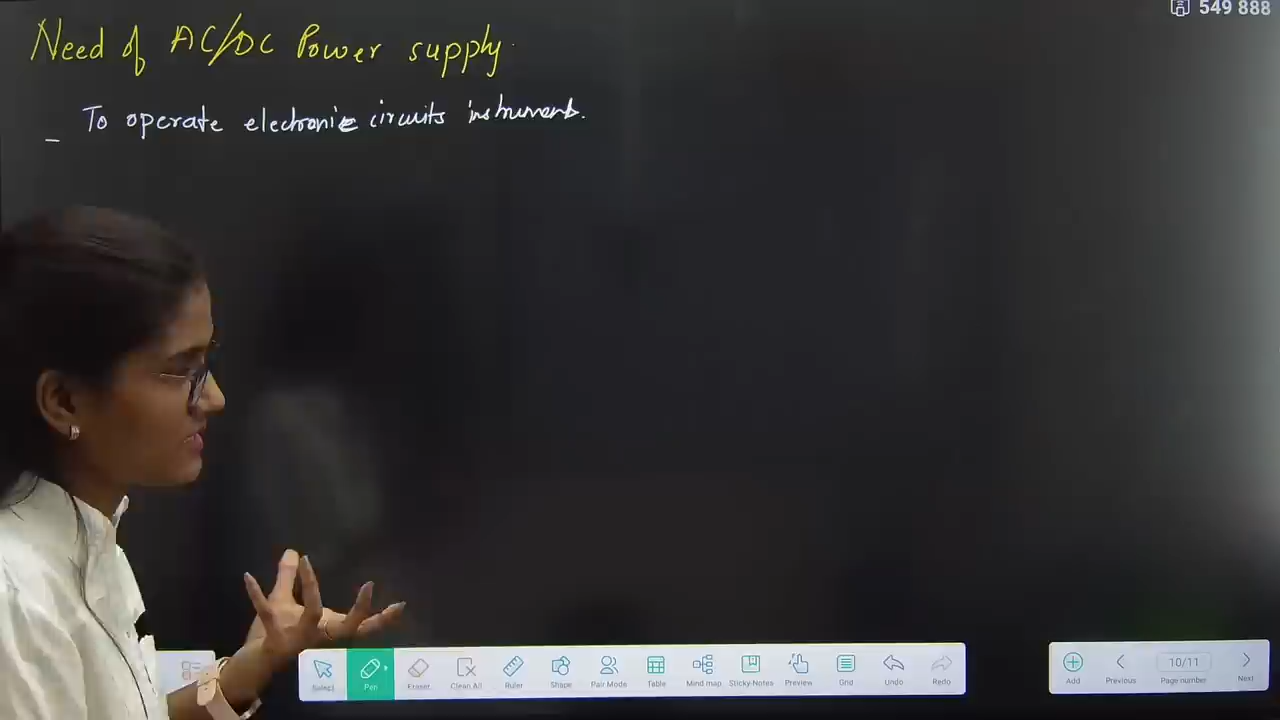 549 888
Need of AC/DC Power supply.
- To operate electronic circuits instruments.
Select
Pen
Eraser
Clean All
Ruler
Shape
Pair Mode
Table
Mind map
Sticky-Notes
Preview
Grid
Undo
Redo
Add
Previous
10/11
Page number
Next